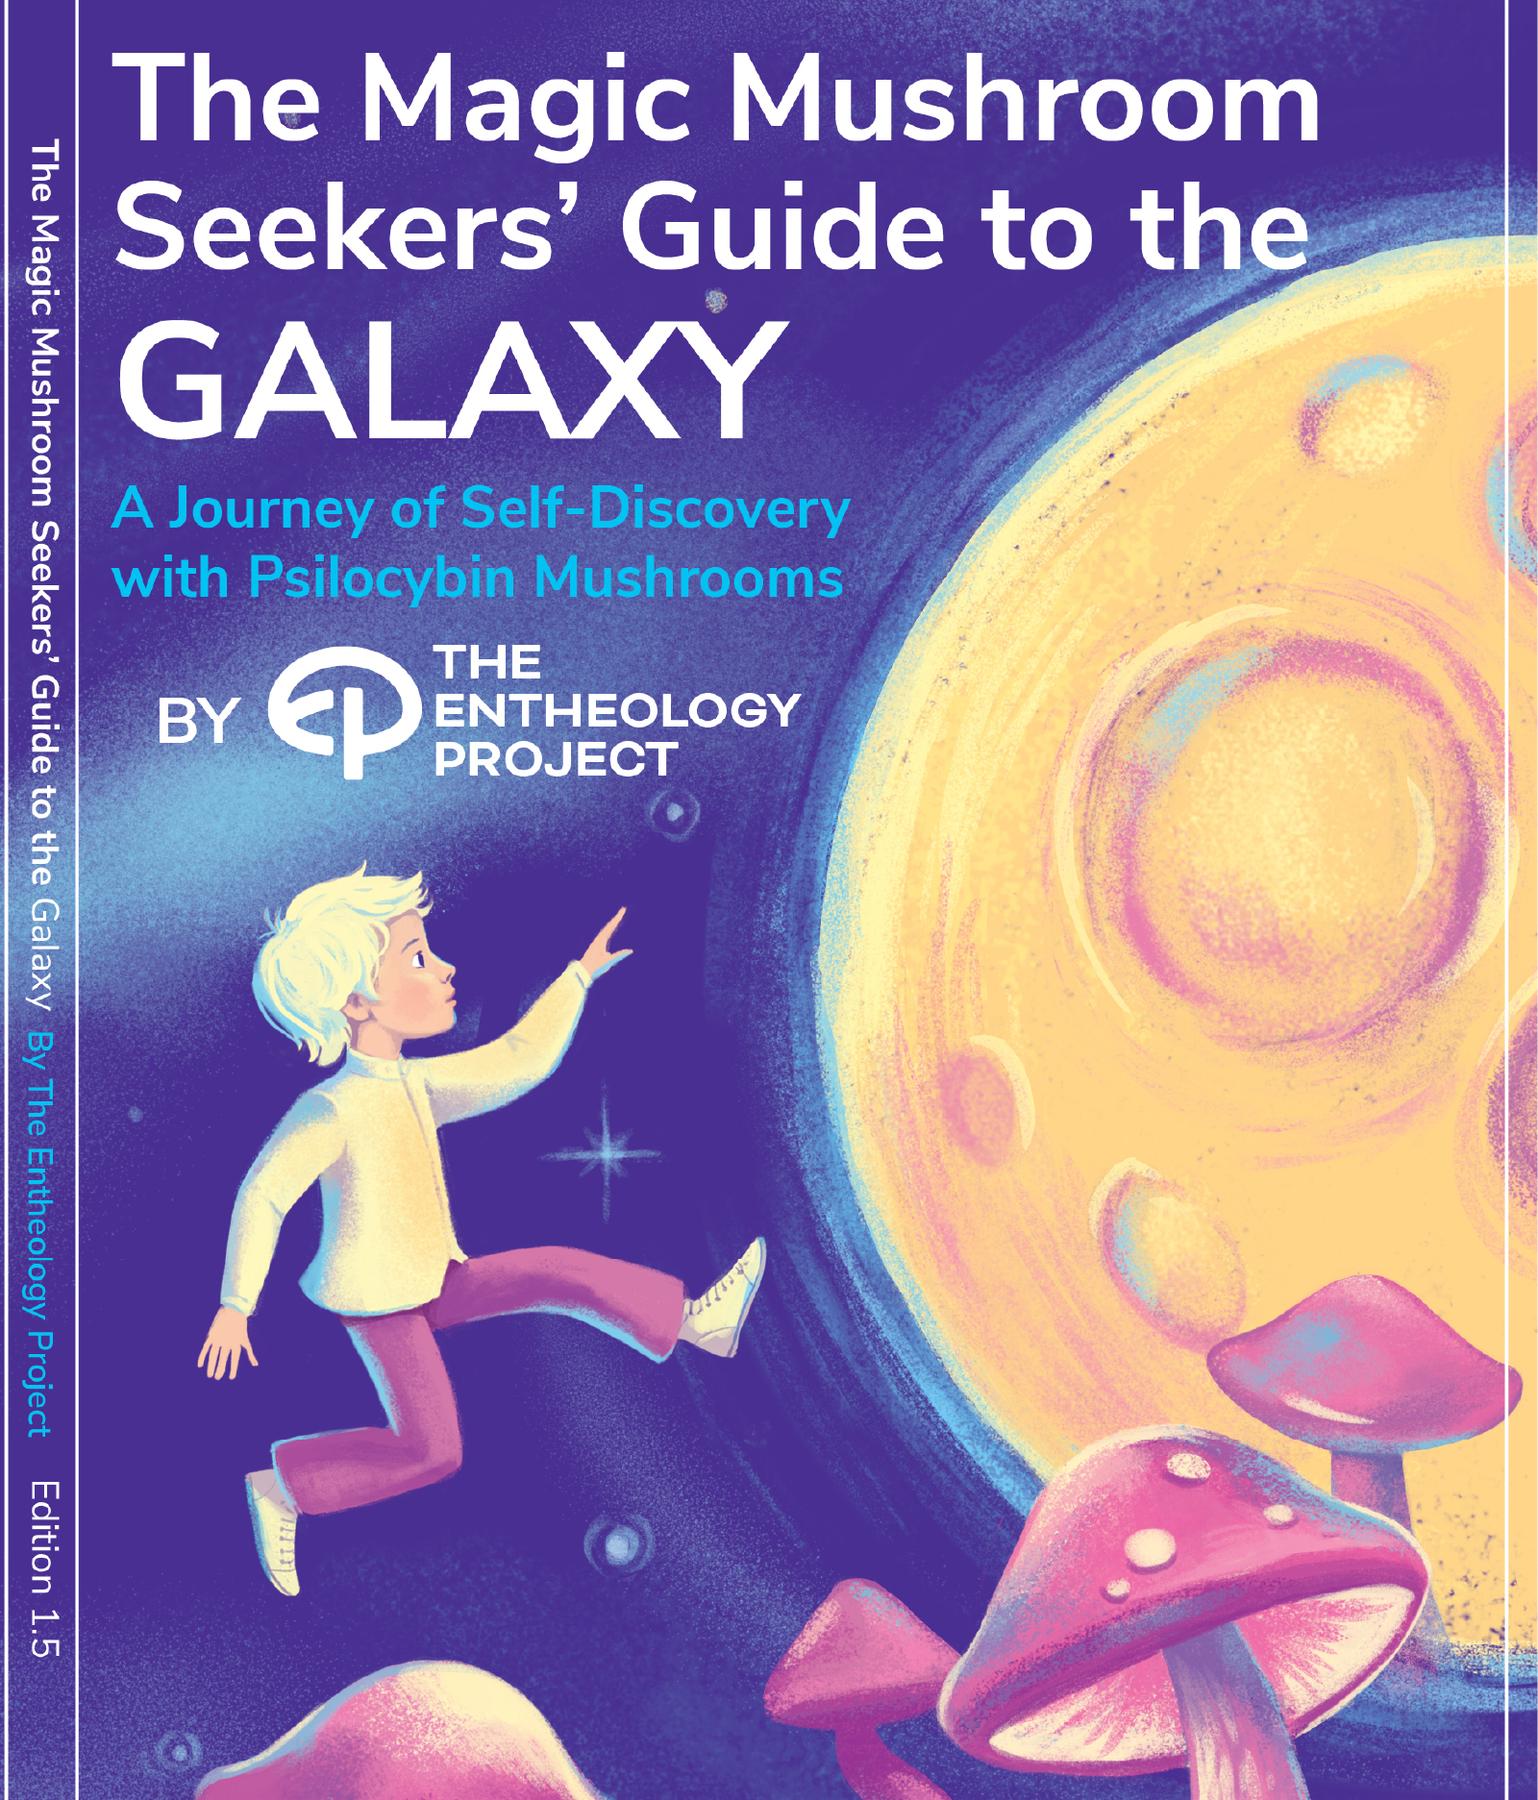 The Magic Mushroom
Seekers’ Guide to the
GALAXY
A Journey of Self-Discovery
with Psilocybin Mushrooms
BY EP THE
ENTHEOLOGY
PROJECT
The Magic Mushroom Seekers’ Guide to the Galaxy By The Entheology Project Edition 1.5